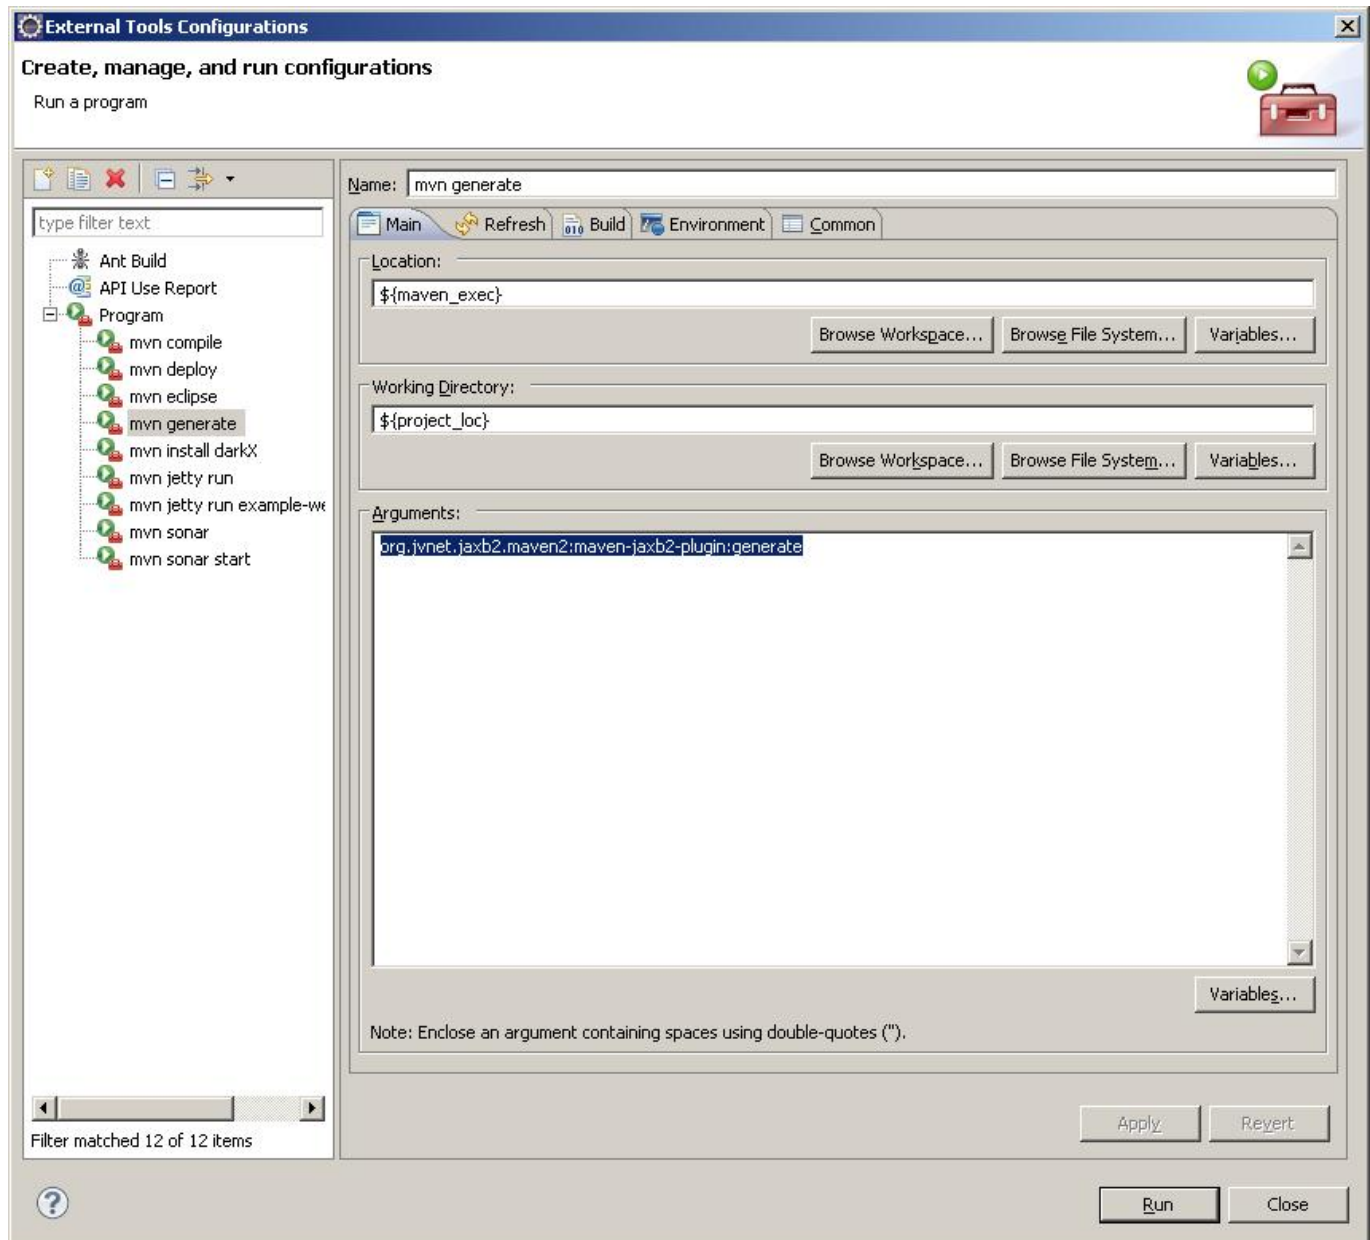 External Tools Configurations
Create, manage, and run configurations
Run a program
type filter text
Ant Build
API Use Report
Program
mvn compile
mvn deploy
mvn eclipse
mvn generate
mvn install darkX
mvn jetty run
mvn jetty run example-we
mvn sonar
mvn sonar start
Filter matched 12 of 12 items
Name: mvn generate
Main Refresh Build Environment Common
Location:
${maven_exec}
Browse Workspace... Browse File System... Variables...
Working Directory:
${project_loc}
Browse Workspace... Browse File System... Variables...
Arguments:
org.jvnet.jaxb2.maven2:maven-jaxb2-plugin:generate
Variables...
Note: Enclose an argument containing spaces using double-quotes (").
Apply Revert
Run Close